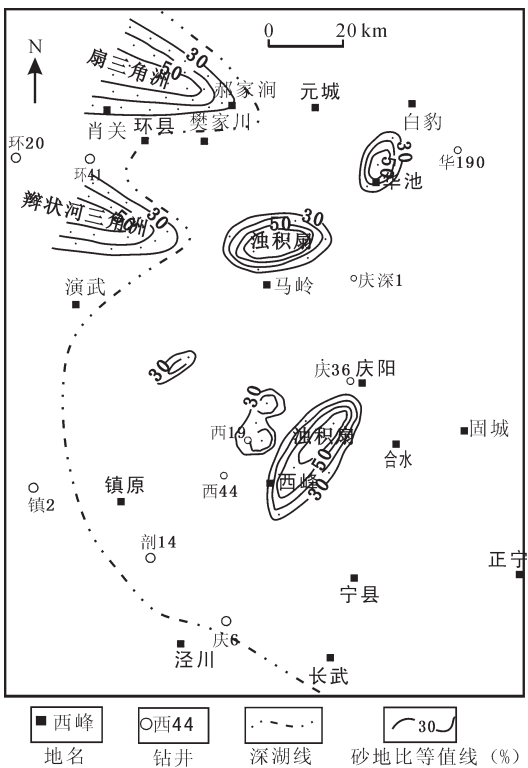 N
0 20 km
扇三角洲
50
30
郝家涧
元城
白豹
肖关
环县
樊家川
环20
环41
30
50
华190
华池
辫状河三角洲
50
30
50
30
浊积扇
马岭
庆深1
演武
30
庆36
庆阳
30
西19
浊积扇
固城
合水
50
30
西峰
西44
镇原
镇2
剖14
正宁
宁县
庆6
泾川
长武
西峰
西44
30
地名
钻井
深湖线
砂地比等值线(%)